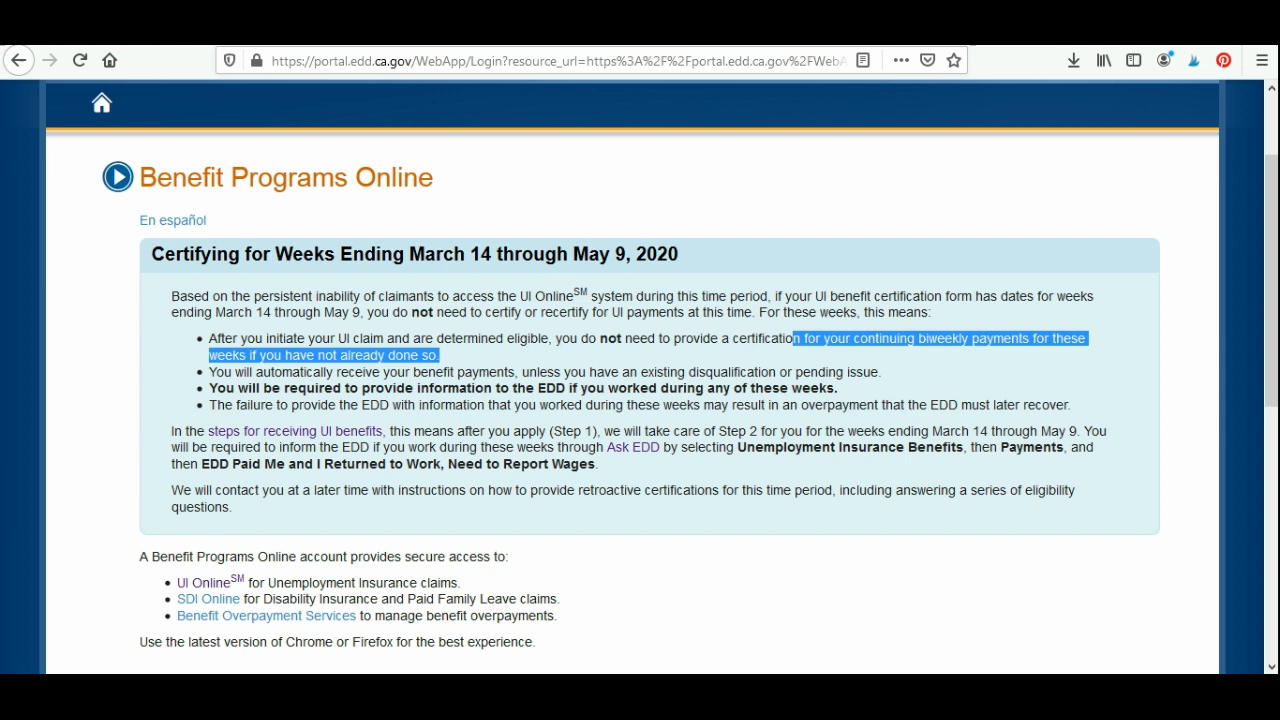 https://portal.edd.ca.gov/WebApp/Login?resource_url=https%3A%2F%2Fportal.edd.ca.gov%2FWebA
Benefit Programs Online
En español
Certifying for Weeks Ending March 14 through May 9, 2020
Based on the persistent inability of claimants to access the UI OnlineSM system during this time period, if your UI benefit certification form has dates for weeks
ending March 14 through May 9, you do not need to certify or recertify for UI payments at this time. For these weeks, this means:
• After you initiate your UI claim and are determined eligible, you do not need to provide a certification for your continuing biweekly payments for these
weeks if you have not already done so.
• You will automatically receive your benefit payments, unless you have an existing disqualification or pending issue.
• You will be required to provide information to the EDD if you worked during any of these weeks.
• The failure to provide the EDD with information that you worked during these weeks may result in an overpayment that the EDD must later recover.
In the steps for receiving UI benefits, this means after you apply (Step 1), we will take care of Step 2 for you for the weeks ending March 14 through May 9. You
will be required to inform the EDD if you work during these weeks through Ask EDD by selecting Unemployment Insurance Benefits, then Payments, and
then EDD Paid Me and I Returned to Work, Need to Report Wages.
We will contact you at a later time with instructions on how to provide retroactive certifications for this time period, including answering a series of eligibility
questions.
A Benefit Programs Online account provides secure access to:
• UI OnlineSM for Unemployment Insurance claims.
• SDI Online for Disability Insurance and Paid Family Leave claims.
• Benefit Overpayment Services to manage benefit overpayments.
Use the latest version of Chrome or Firefox for the best experience.